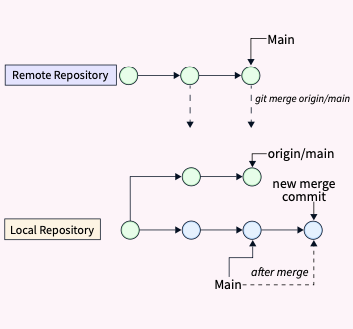 Main
Remote Repository
git merge origin/main
origin/main
new merge
commit
Local Repository
after merge
Main